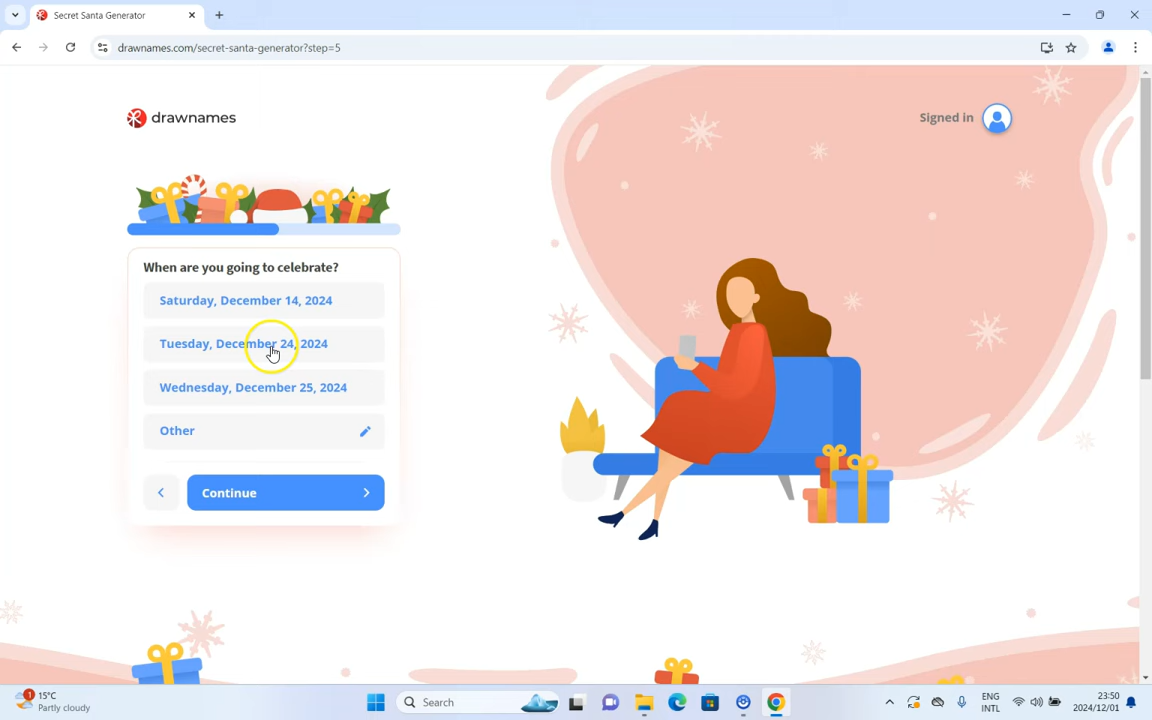 Secret Santa Generator
drawnames.com/secret-santa-generator?step=5
drawnames
Signed in
When are you going to celebrate?
Saturday, December 14, 2024
Tuesday, December 24, 2024
Wednesday, December 25, 2024
Other
Continue
1
15°C
Partly cloudy
Search
ENG
INTL
23:50
2024/12/01